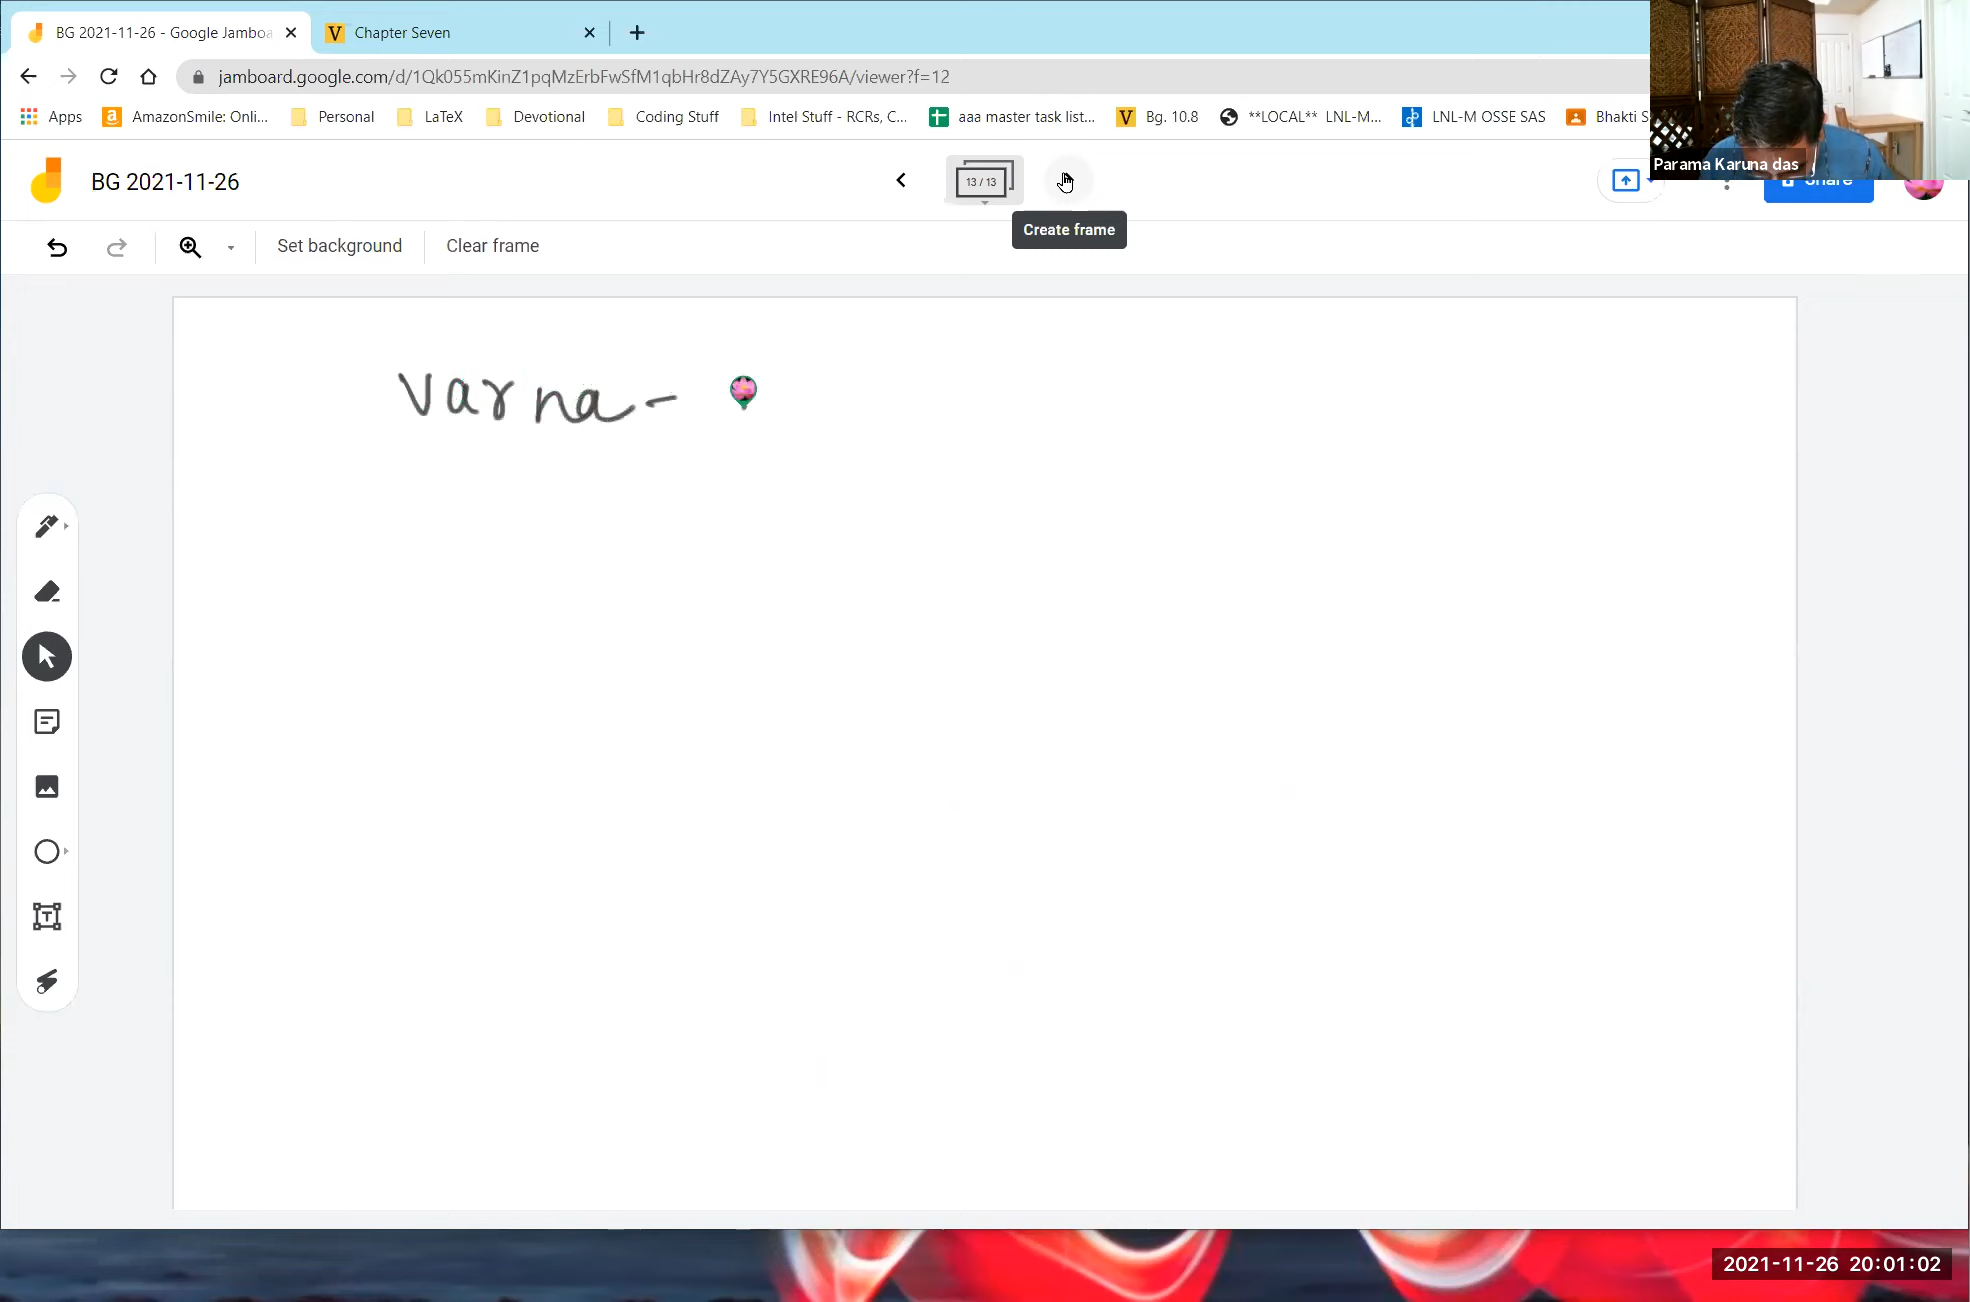 BG 2021-11-26 - Google Jamboa
Chapter Seven
jamboard.google.com/d/1Qk055mKinZ1pqMzErbFwSfM1qbHr8dZAy7Y5GXRE96A/viewer?f=12
Apps AmazonSmile: Onli... Personal LaTeX Devotional Coding Stuff Intel Stuff - RCRs, C... aaa master task list... Bg. 10.8 **LOCAL** LNL-M... LNL-M OSSE SAS Bhakti S
Parama Karuna das
BG 2021-11-26
13 / 13
Share
Create frame
Set background
Clear frame
varna-
2021-11-26 20:01:02